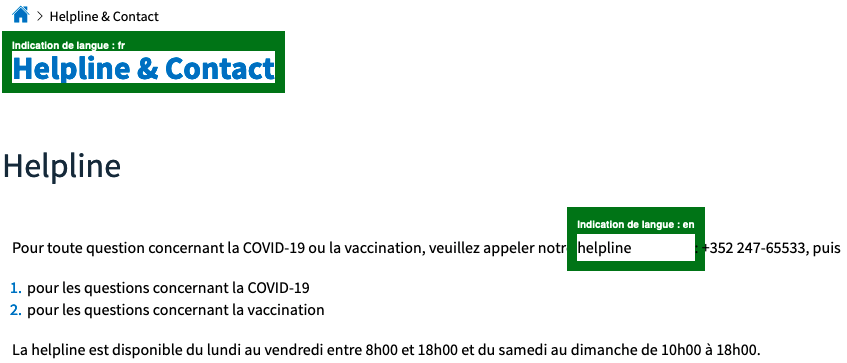 Helpline & Contact
Indication de langue : fr
Helpline & Contact
Helpline
Indication de langue : en
Pour toute question concernant la COVID-19 ou la vaccination, veuillez appeler notr helpline : +352 247-65533, puis
1. pour les questions concernant la COVID-19
2. pour les questions concernant la vaccination
La helpline est disponible du lundi au vendredi entre 8h00 et 18h00 et du samedi au dimanche de 10h00 à 18h00.